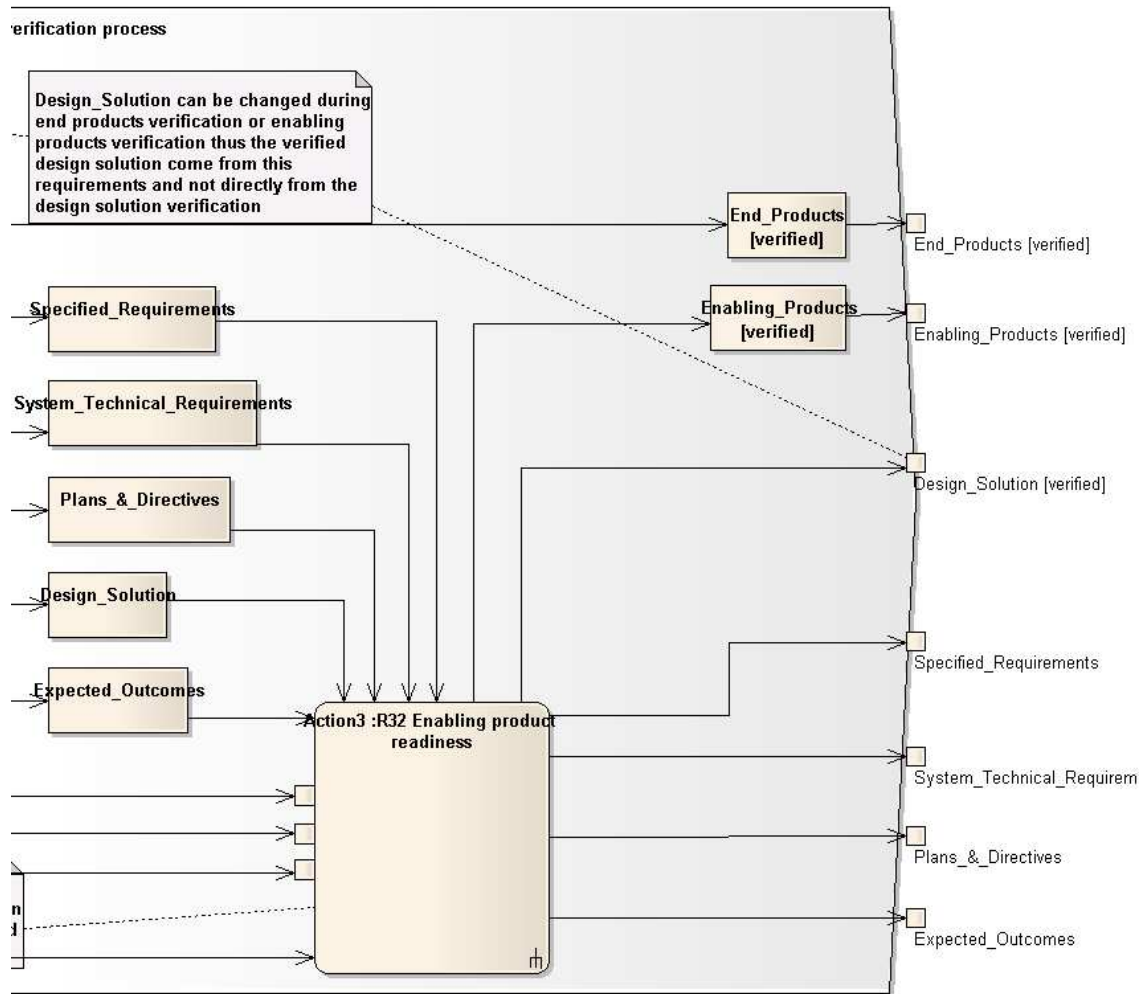 erification process
Design_Solution can be changed during
end products verification or enabling
products verification thus the verified
design solution come from this
requirements and not directly from the
design solution verification
End_Products
[verified]
End_Products [verified]
Specified_Requirements
Enabling_Products
[verified]
Enabling_Products [verified]
System_Technical_Requirements
Plans_&_Directives
Design_Solution [verified]
Design_Solution
Expected_Outcomes
Specified_Requirements
Action3 :R32 Enabling product
readiness
System_Technical_Requirem
Plans_&_Directives
n
d
Expected_Outcomes